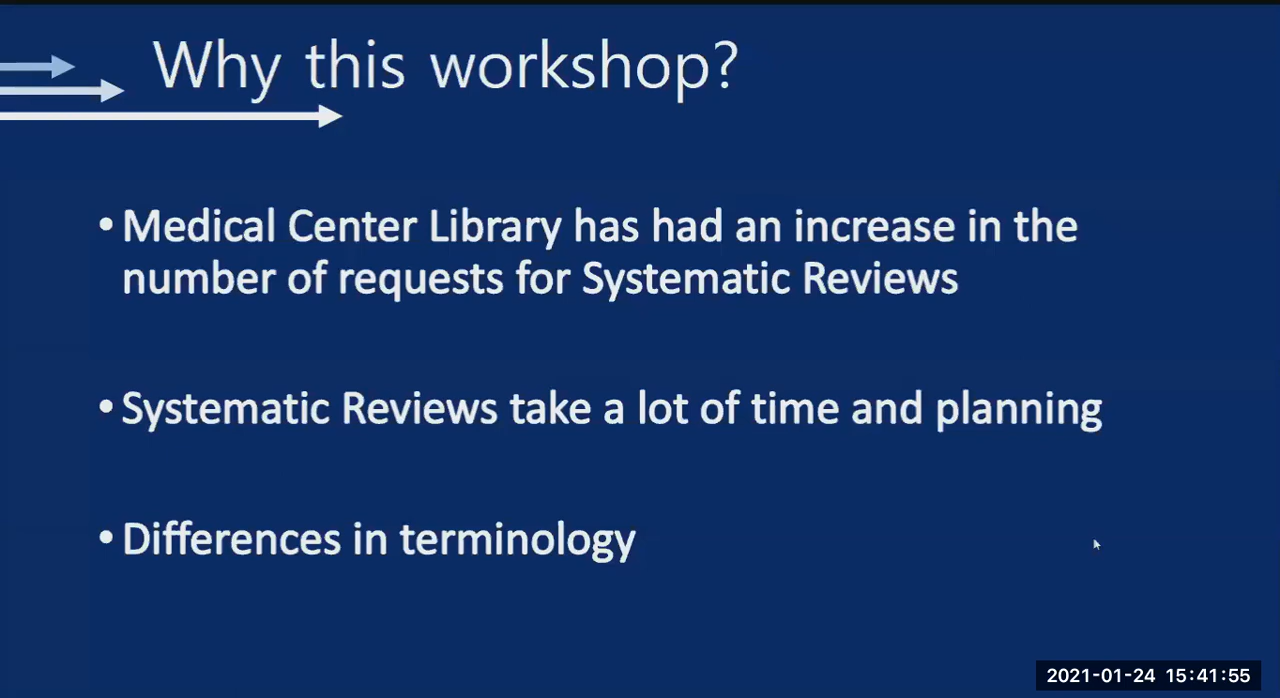 Why this workshop?
• Medical Center Library has had an increase in the
number of requests for Systematic Reviews
• Systematic Reviews take a lot of time and planning
• Differences in terminology
2021-01-24 15:41:55